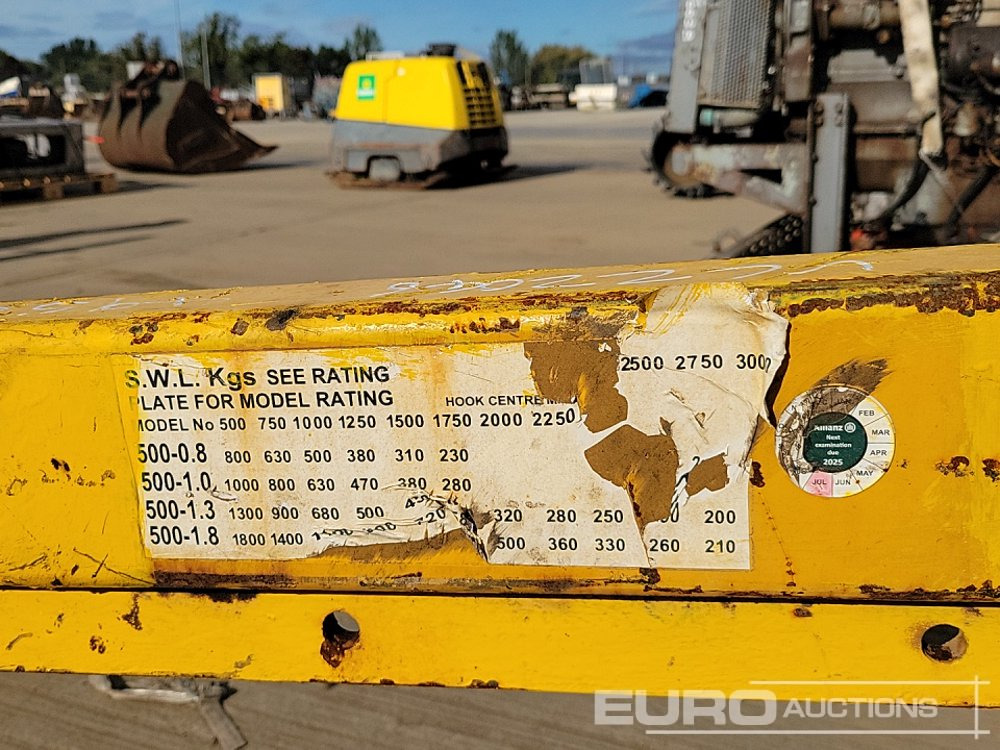 S.W.L. Kgs SEE RATING
PLATE FOR MODEL RATING HOOK CENTRE
MODEL No 500 750 1000 1250 1500 1750 2000 2250 2500 2750 3000
500-0.8 800 630 500 380 310 230
500-1.0 1000 800 630 470 380 280
500-1.3 1300 900 680 500 320 280 250 200
500-1.8 1800 1400 500 360 330 260 210
FEB
MAR
APR
MAY
JUN
JUL
Allianz
Next
examination
due
2025
EURO AUCTIONS